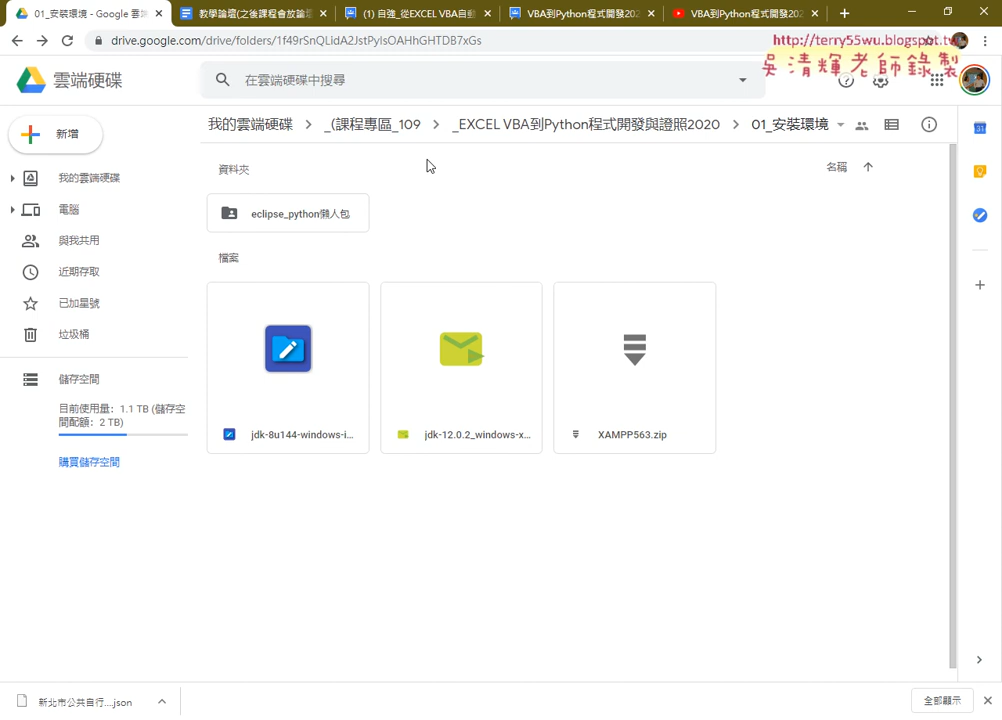 01_安裝環境 - Google 雲端
教學論壇(之後課程會放論壇
(1) 自強_從EXCEL VBA自動
VBA到Python程式開發202
VBA到Python程式開發202
drive.google.com/drive/folders/1f49rSnQLidA2JstPyIsOAHhGHTDB7xGs
http://terry55wu.blogspot.tw
吳清輝老師錄製
雲端硬碟
在雲端硬碟中搜尋
新增
我的雲端硬碟
電腦
與我共用
近期存取
已加星號
垃圾桶
儲存空間
目前使用量：1.1 TB (儲存空
間配額：2 TB)
購買儲存空間
我的雲端硬碟 > _(課程專區_109 > _EXCEL VBA到Python程式開發與證照2020 > 01_安裝環境
資料夾
名稱
eclipse_python懶人包
檔案
jdk-8u144-windows-i...
jdk-12.0.2_windows-x...
XAMPP563.zip
31
新北市公共自行....json
全部顯示